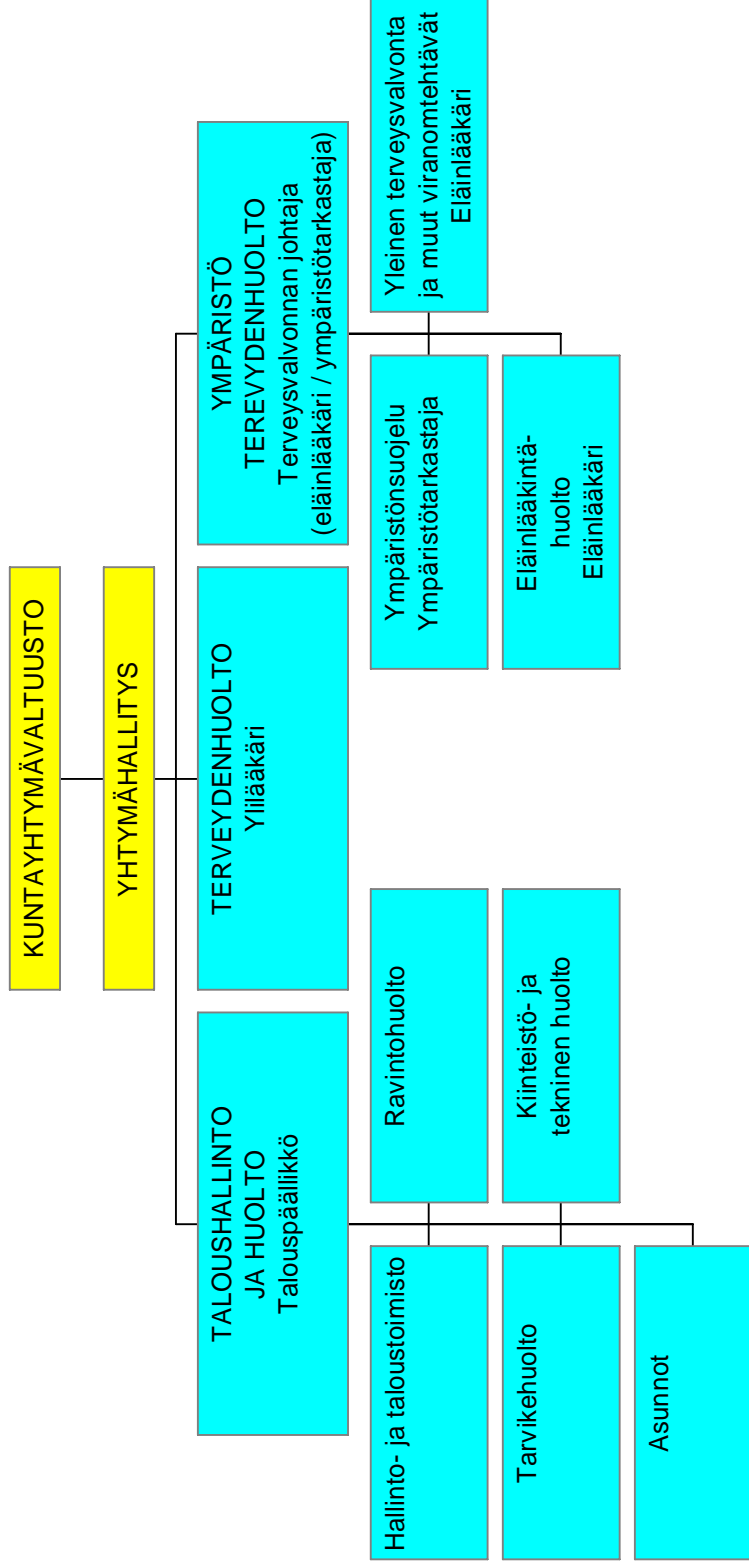 KUNTAYHTYMÄVALTUUSTO
YHTYMÄHALLITYS
TALOUSHALLINTO
JA HUOLTO
Talouspäällikkö
TERVEYDENHUOLTO
Ylilääkäri
YMPÄRISTÖ
TEREVYDENHUOLTO
Terveysvalvonnan johtaja
(eläinlääkäri / ympäristötarkastaja)
Hallinto- ja taloustoimisto
Ravintohuolto
Tarvikehuolto
Kiinteistö- ja
tekninen huolto
Asunnot
Ympäristönsuojelu
Ympäristötarkastaja
Yleinen terveysvalvonta
ja muut viranomtehtävät
Eläinlääkäri
Eläinlääkintä-
huolto
Eläinlääkäri